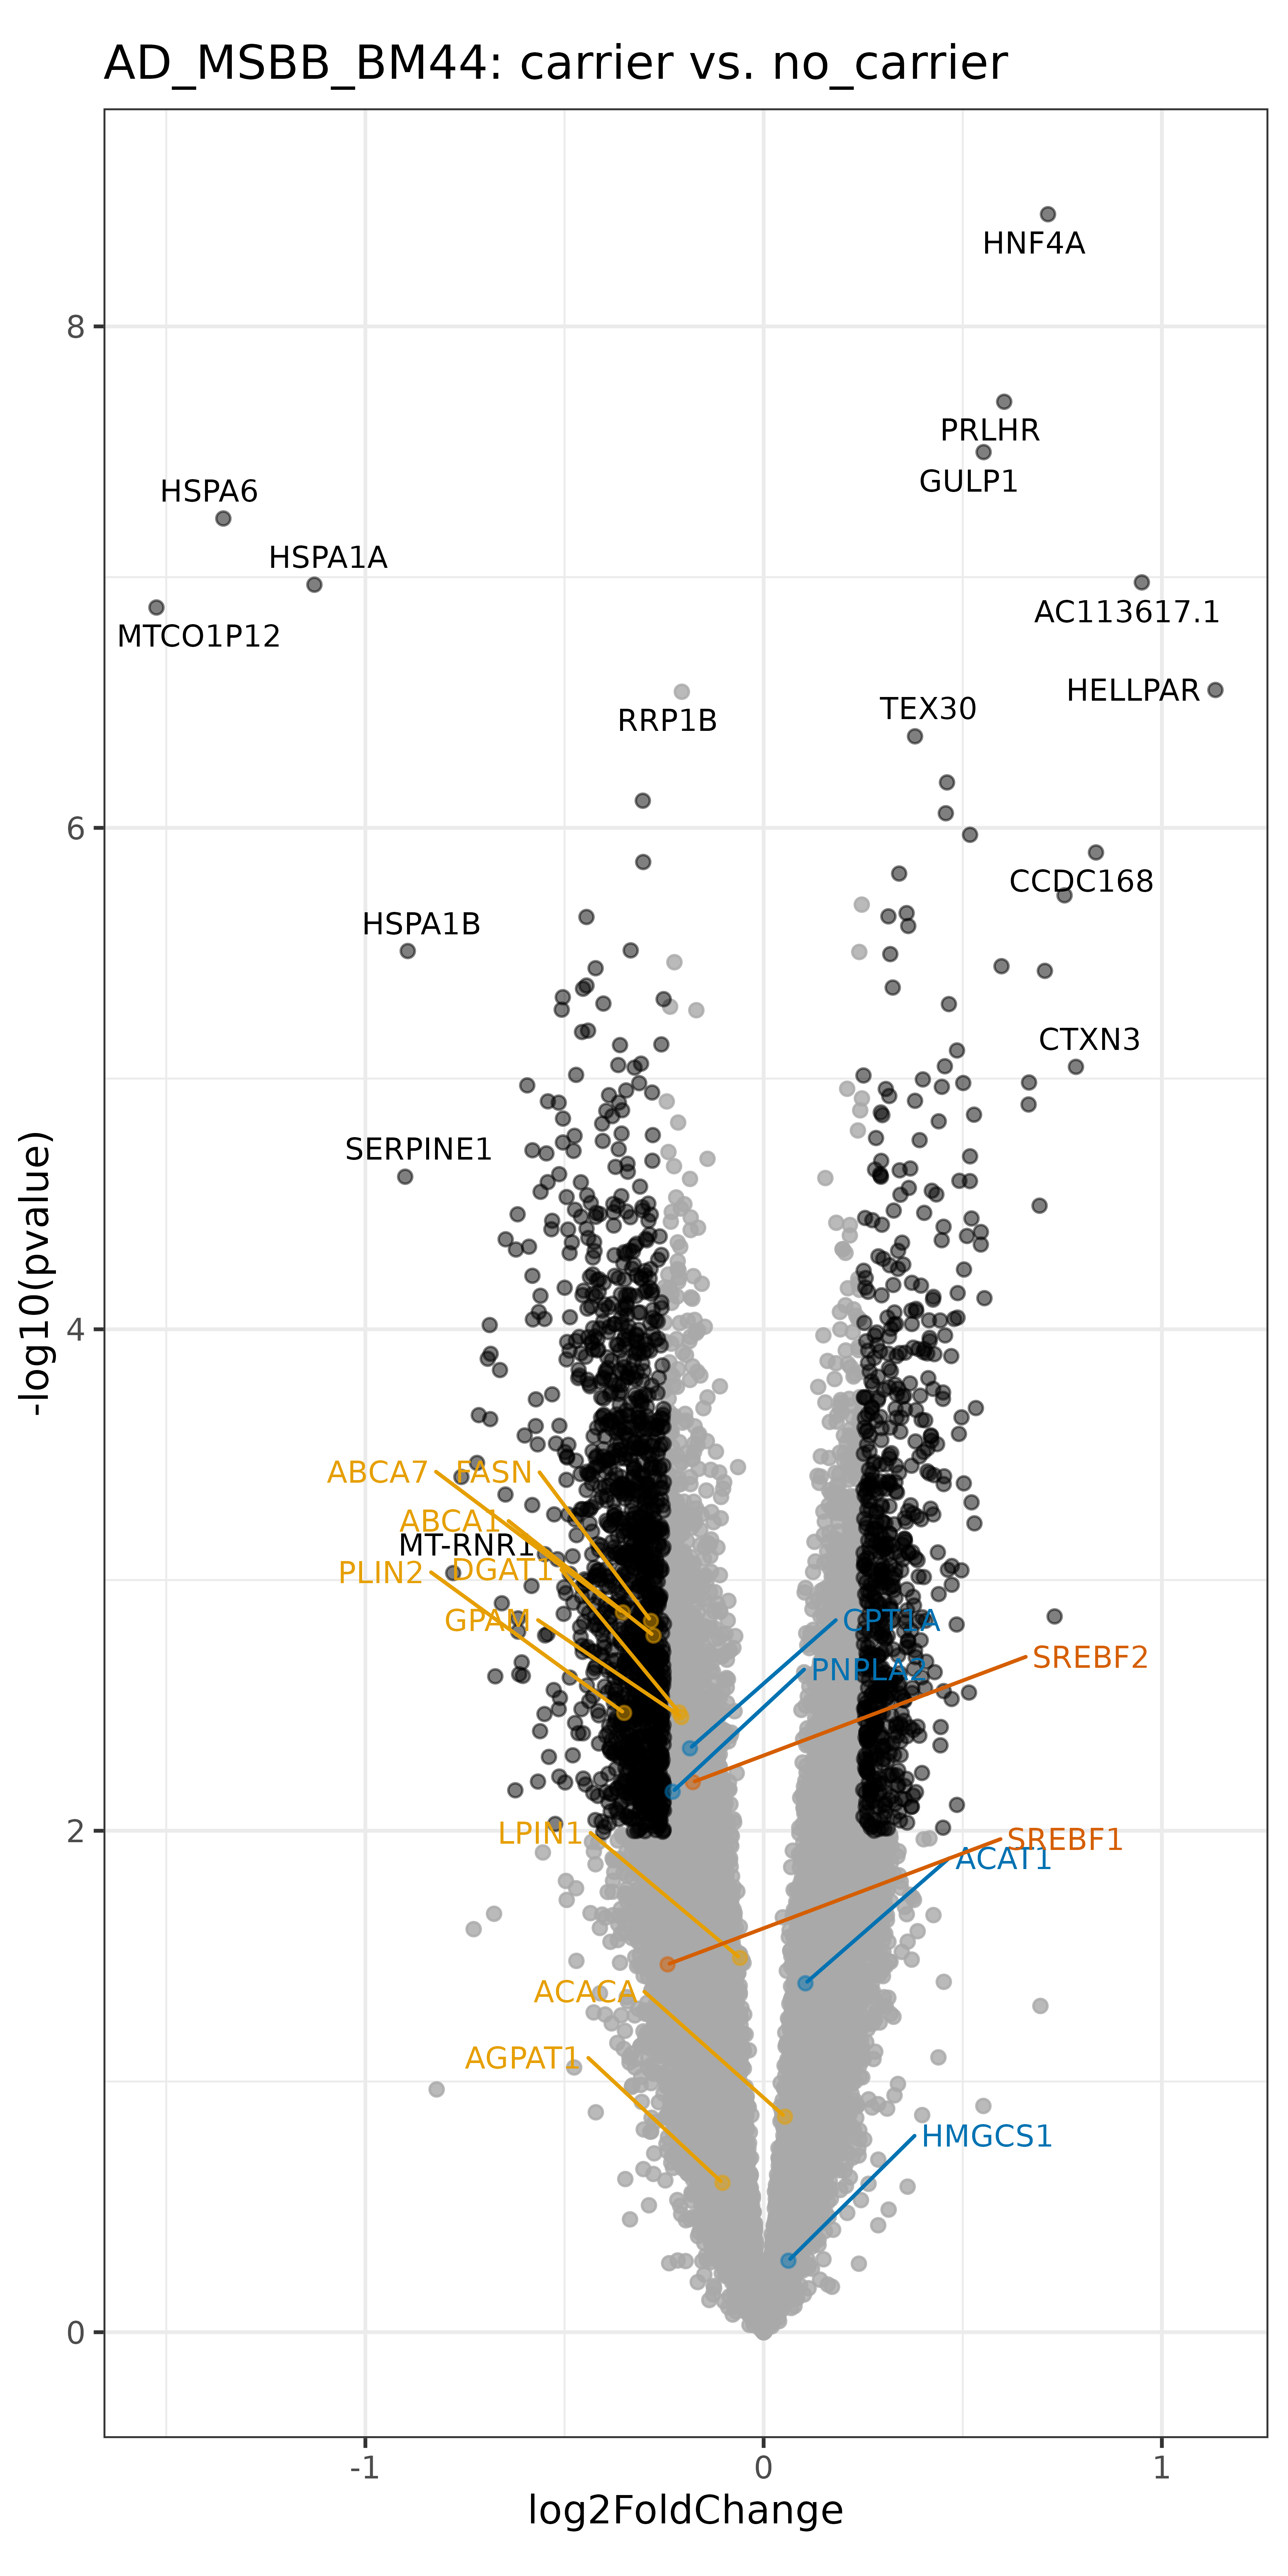 AD_MSBB_BM44: carrier vs. no_carrier
HNF4A
8
PRLHR
GULP1
HSPA6
HSPA1A
AC113617.1
MTCO1P12
HELLPAR
TEX30
RRP1B
6
CCDC168
HSPA1B
CTXN3
SERPINE1
-log10(pvalue)
4
ABCA7
FASN
ABCA1
MT-RNR1
DGAT1
PLIN2
GPAM
CPT1A
SREBF2
PNPLA2
2
LPIN1
SREBF1
ACAT1
ACACA
AGPAT1
HMGCS1
0
-1
0
1
log2FoldChange